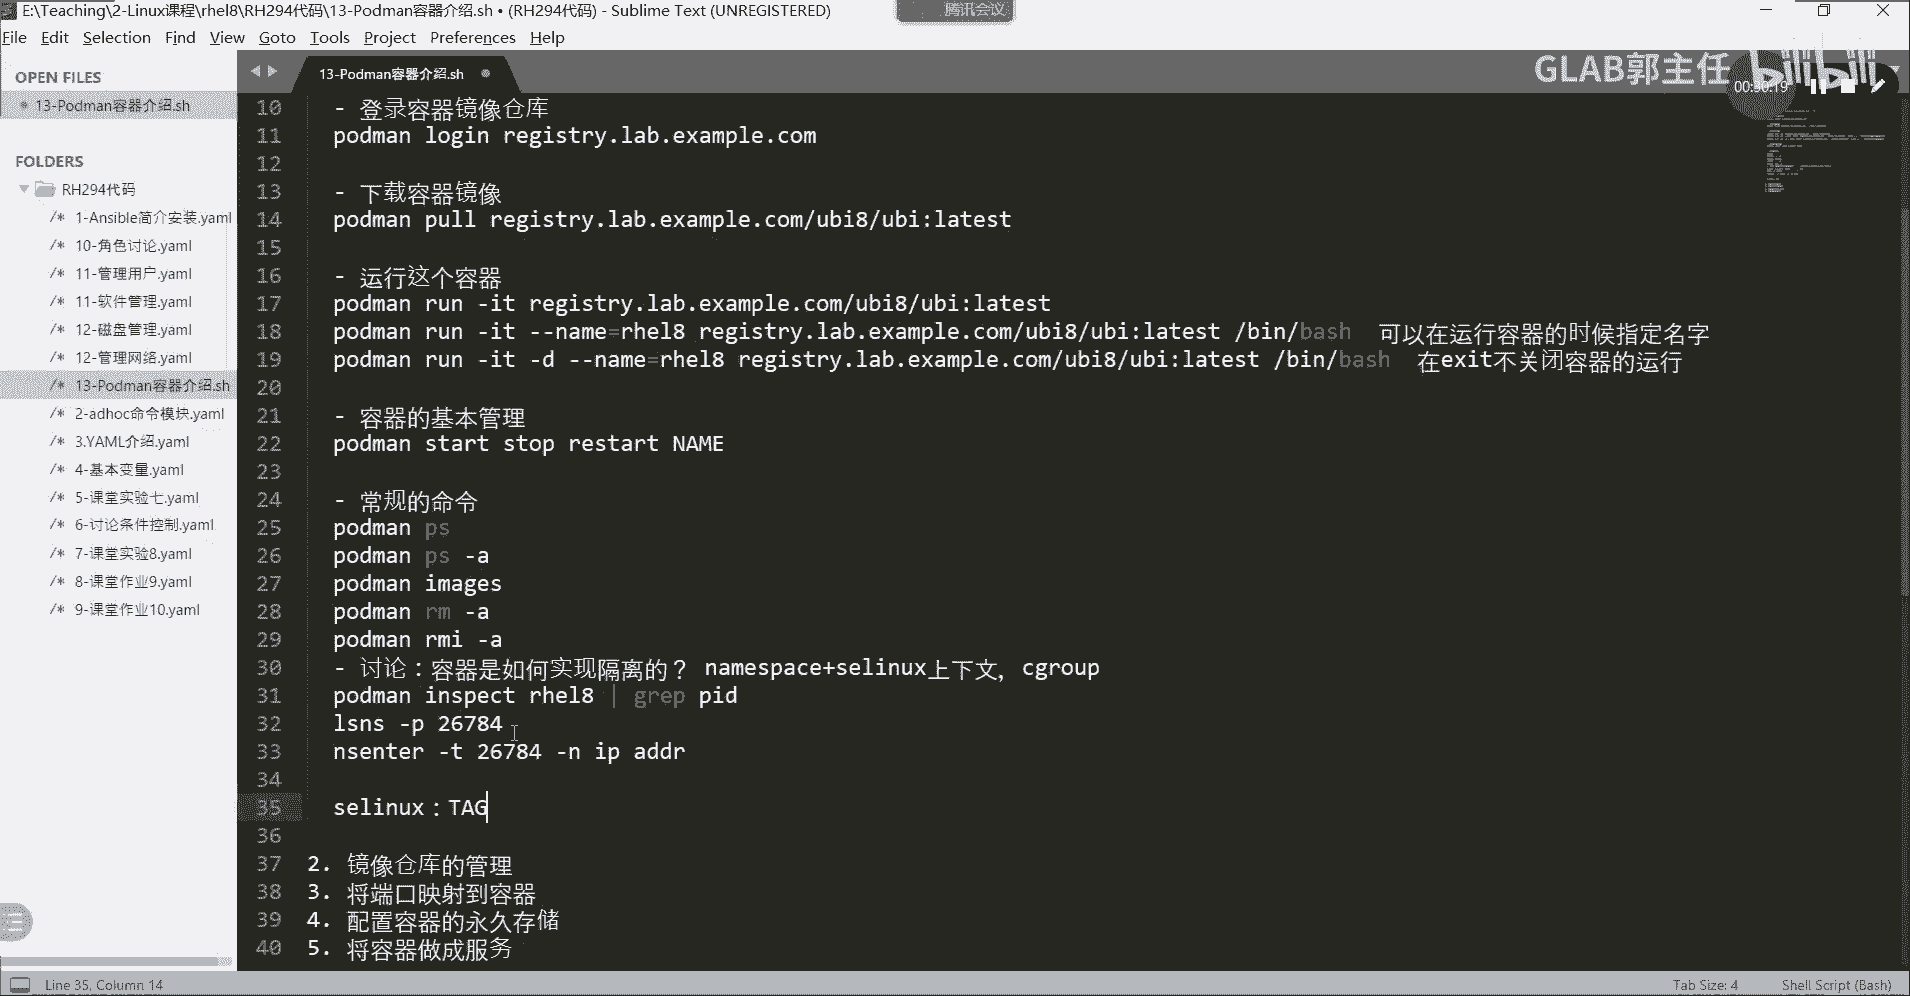 E:\Teaching\2-Linux课程\rhel8\RH294代码\13-Podman容器介绍.sh • (RH294代码) - Sublime Text (UNREGISTERED)
腾讯会议
File Edit Selection Find View Goto Tools Project Preferences Help
OPEN FILES
13-Podman容器介绍.sh
FOLDERS
RH294代码
/* 1-Ansible简介安装.yaml
/* 10-角色讨论.yaml
/* 11-管理用户.yaml
/* 11-软件管理.yaml
/* 12-磁盘管理.yaml
/* 12-管理网络.yaml
/* 13-Podman容器介绍.sh
/* 2-adhoc命令模块.yaml
/* 3.YAML介绍.yaml
/* 4-基本变量.yaml
/* 5-课堂实验七.yaml
/* 6-讨论条件控制.yaml
/* 7-课堂实验8.yaml
/* 8-课堂作业9.yaml
/* 9-课堂作业10.yaml
13-Podman容器介绍.sh
GLAB郭主任
bilibili
00:30:19
10 - 登录容器镜像仓库
11 podman login registry.lab.example.com
12
13 - 下载容器镜像
14 podman pull registry.lab.example.com/ubi8/ubi:latest
15
16 - 运行这个容器
17 podman run -it registry.lab.example.com/ubi8/ubi:latest
18 podman run -it --name=rhel8 registry.lab.example.com/ubi8/ubi:latest /bin/bash 可以在运行容器的时候指定名字
19 podman run -it -d --name=rhel8 registry.lab.example.com/ubi8/ubi:latest /bin/bash 在exit不关闭容器的运行
20
21 - 容器的基本管理
22 podman start stop restart NAME
23
24 - 常规的命令
25 podman ps
26 podman ps -a
27 podman images
28 podman rm -a
29 podman rmi -a
30 - 讨论：容器是如何实现隔离的？ namespace+selinux上下文，cgroup
31 podman inspect rhel8 | grep pid
32 lsns -p 26784
33 nsenter -t 26784 -n ip addr
34
35 selinux：TAG
36
37 2. 镜像仓库的管理
38 3. 将端口映射到容器
39 4. 配置容器的永久存储
40 5. 将容器做成服务
Line 35, Column 14
Tab Size: 4
Shell Script (Bash)